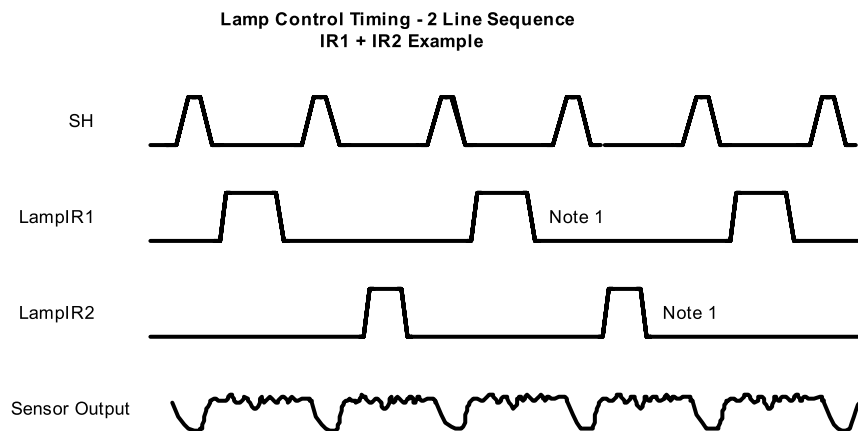 Lamp Control Timing - 2 Line Sequence
IR1 + IR2 Example
SH
LampIR1
Note 1
LampIR2
Note 1
Sensor Output